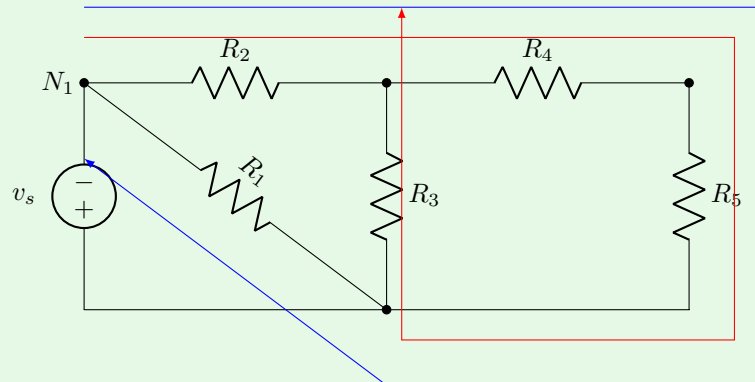 R₂
R₄
N₁
R₁
vₛ
−
+
R₃
R₅